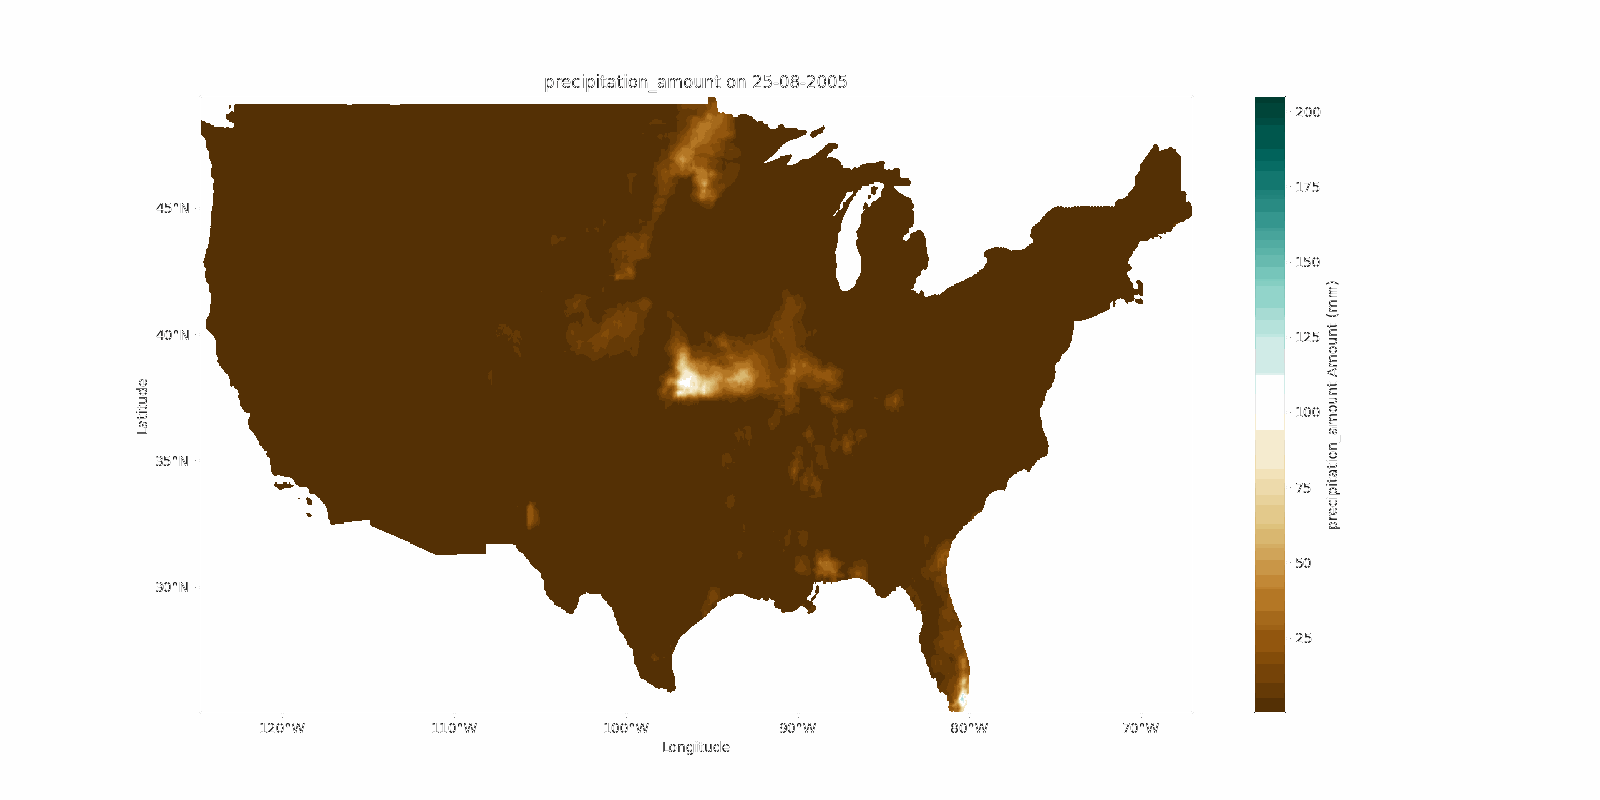 precipitation_amount on 25-08-2005
200
175
150
125
100
75
50
25
precipitation_amount Amount (mm)
45°N
40°N
35°N
30°N
Latitude
120°W
110°W
100°W
90°W
80°W
70°W
Longitude